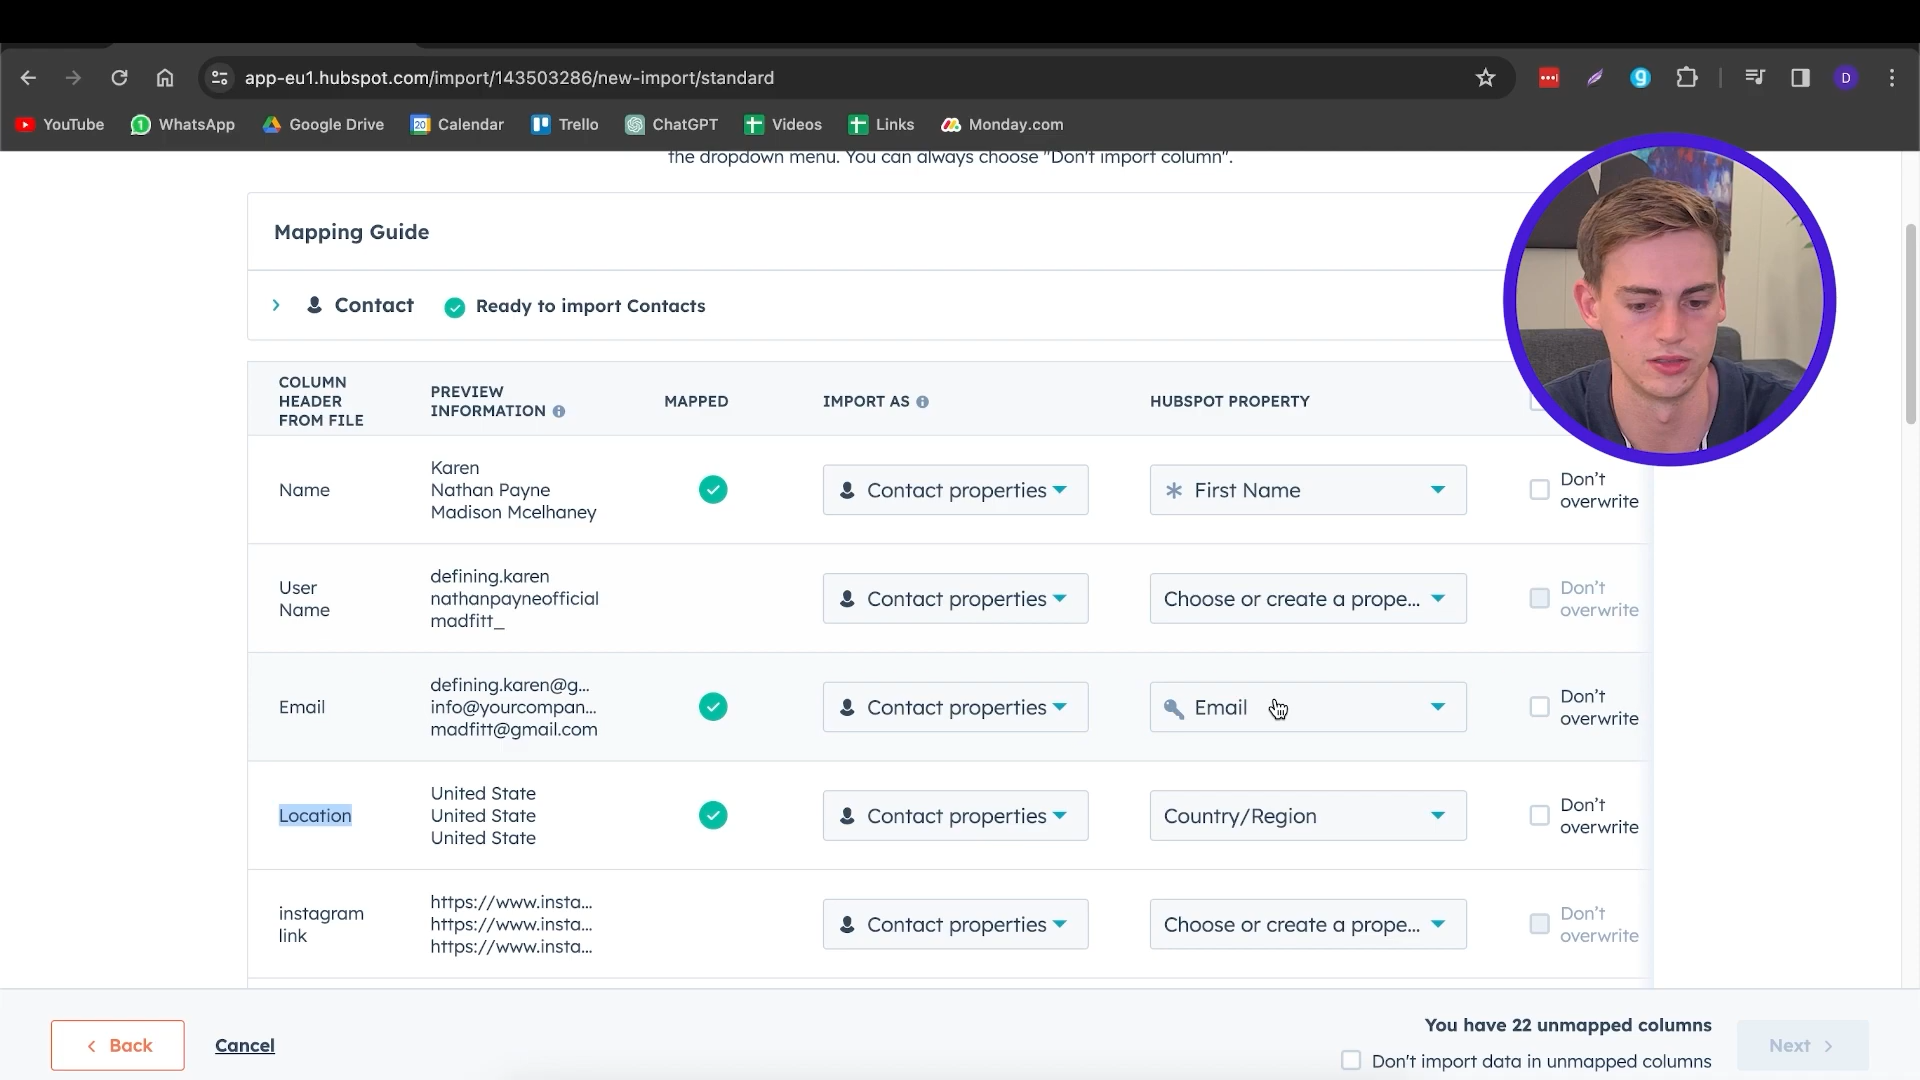 app-eu1.hubspot.com/import/143503286/new-import/standard
D
YouTube
1 WhatsApp
Google Drive
20 Calendar
Trello
ChatGPT
Videos
Links
Monday.com
the dropdown menu. You can always choose "Don't import column".
Mapping Guide
Contact
Ready to import Contacts
COLUMN
HEADER
FROM FILE
PREVIEW
INFORMATION
MAPPED
IMPORT AS
HUBSPOT PROPERTY
Name
Karen
Nathan Payne
Madison Mcelhaney
Contact properties
First Name
Don't
overwrite
User
Name
defining.karen
nathanpayneofficial
madfitt_
Contact properties
Choose or create a prope...
Don't
overwrite
Email
defining.karen@g...
info@yourcompan...
madfitt@gmail.com
Contact properties
Email
Don't
overwrite
Location
United State
United State
United State
Contact properties
Country/Region
Don't
overwrite
instagram
link
https://www.insta...
https://www.insta...
https://www.insta...
Contact properties
Choose or create a prope...
Don't
overwrite
Back
Cancel
You have 22 unmapped columns
Don't import data in unmapped columns
Next